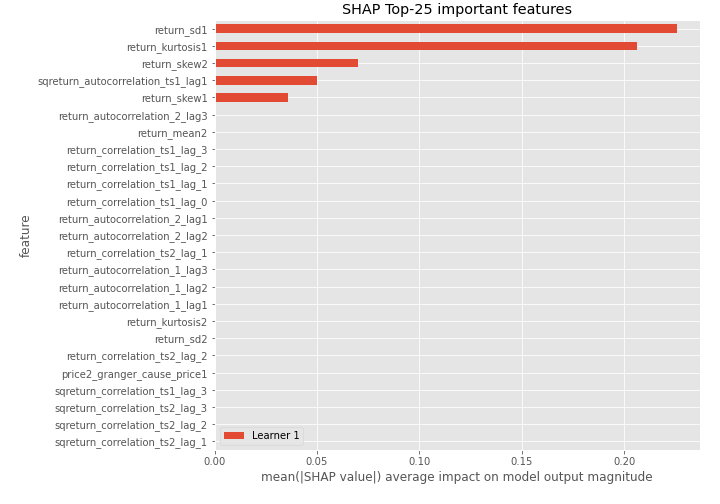 SHAP Top-25 important features
return_sd1
return_kurtosis1
return_skew2
sqreturn_autocorrelation_ts1_lag1
return_skew1
return_autocorrelation_2_lag3
return_mean2
return_correlation_ts1_lag_3
return_correlation_ts1_lag_2
return_correlation_ts1_lag_1
return_correlation_ts1_lag_0
return_autocorrelation_2_lag1
return_autocorrelation_2_lag2
return_correlation_ts2_lag_1
return_autocorrelation_1_lag3
return_autocorrelation_1_lag2
return_autocorrelation_1_lag1
return_kurtosis2
return_sd2
return_correlation_ts2_lag_2
price2_granger_cause_price1
sqreturn_correlation_ts1_lag_3
sqreturn_correlation_ts2_lag_3
sqreturn_correlation_ts2_lag_2
sqreturn_correlation_ts2_lag_1
feature
Learner 1
0.00 0.05 0.10 0.15 0.20
mean(|SHAP value|) average impact on model output magnitude